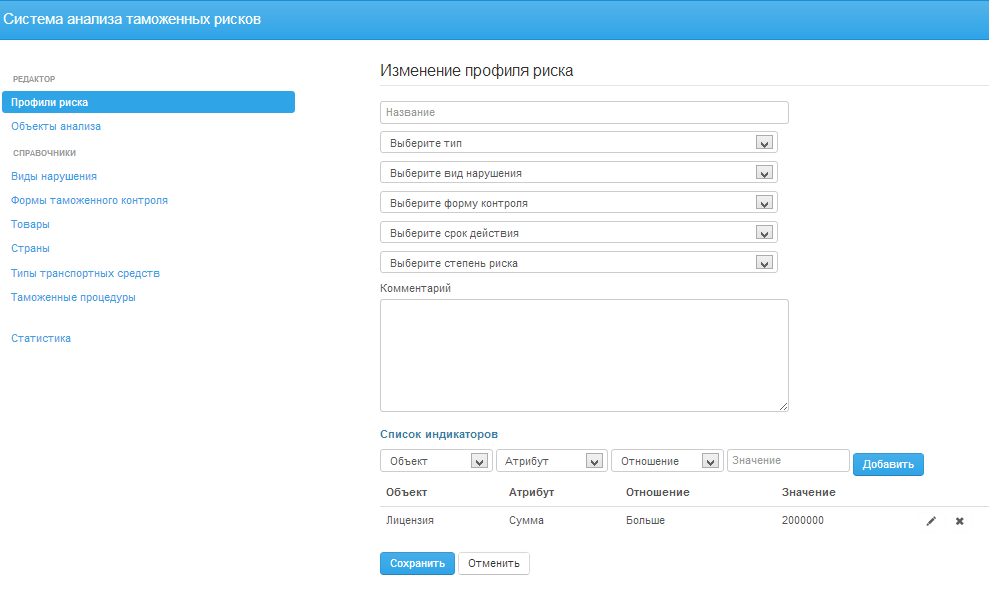 Система анализа таможенных рисков
РЕДАКТОР
Профили риска
Объекты анализа
СПРАВОЧНИКИ
Виды нарушения
Формы таможенного контроля
Товары
Страны
Типы транспортных средств
Таможенные процедуры
Статистика
Изменение профиля риска
Название
Выберите тип
Выберите вид нарушения
Выберите форму контроля
Выберите срок действия
Выберите степень риска
Комментарий
Список индикаторов
Объект Атрибут Отношение Значение Добавить
Объект Атрибут Отношение Значение
Лицензия Сумма Больше 2000000
Сохранить Отменить